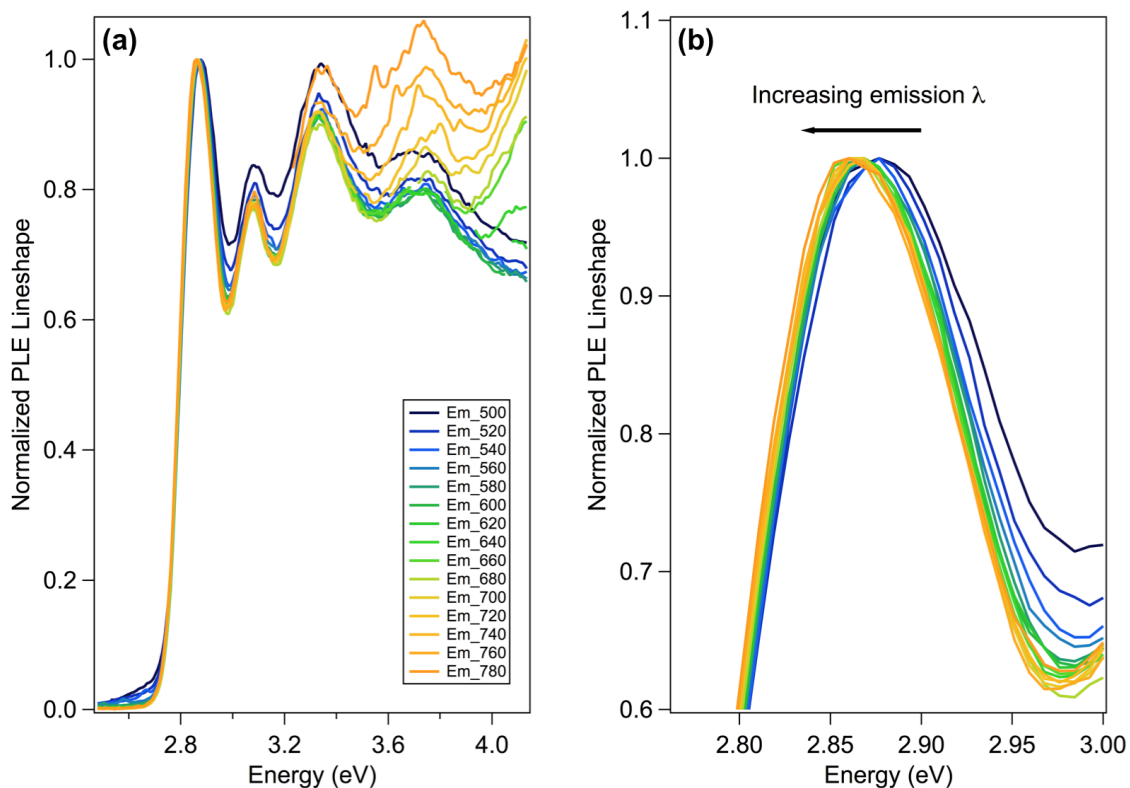 (a)
1.0
0.8
0.6
0.4
0.2
0.0
Normalized PLE Lineshape
2.8
3.2
3.6
4.0
Energy (eV)
Em_500
Em_520
Em_540
Em_560
Em_580
Em_600
Em_620
Em_640
Em_660
Em_680
Em_700
Em_720
Em_740
Em_760
Em_780
(b)
Increasing emission λ
1.1
1.0
0.9
0.8
0.7
0.6
Normalized PLE Lineshape
2.80
2.85
2.90
2.95
3.00
Energy (eV)